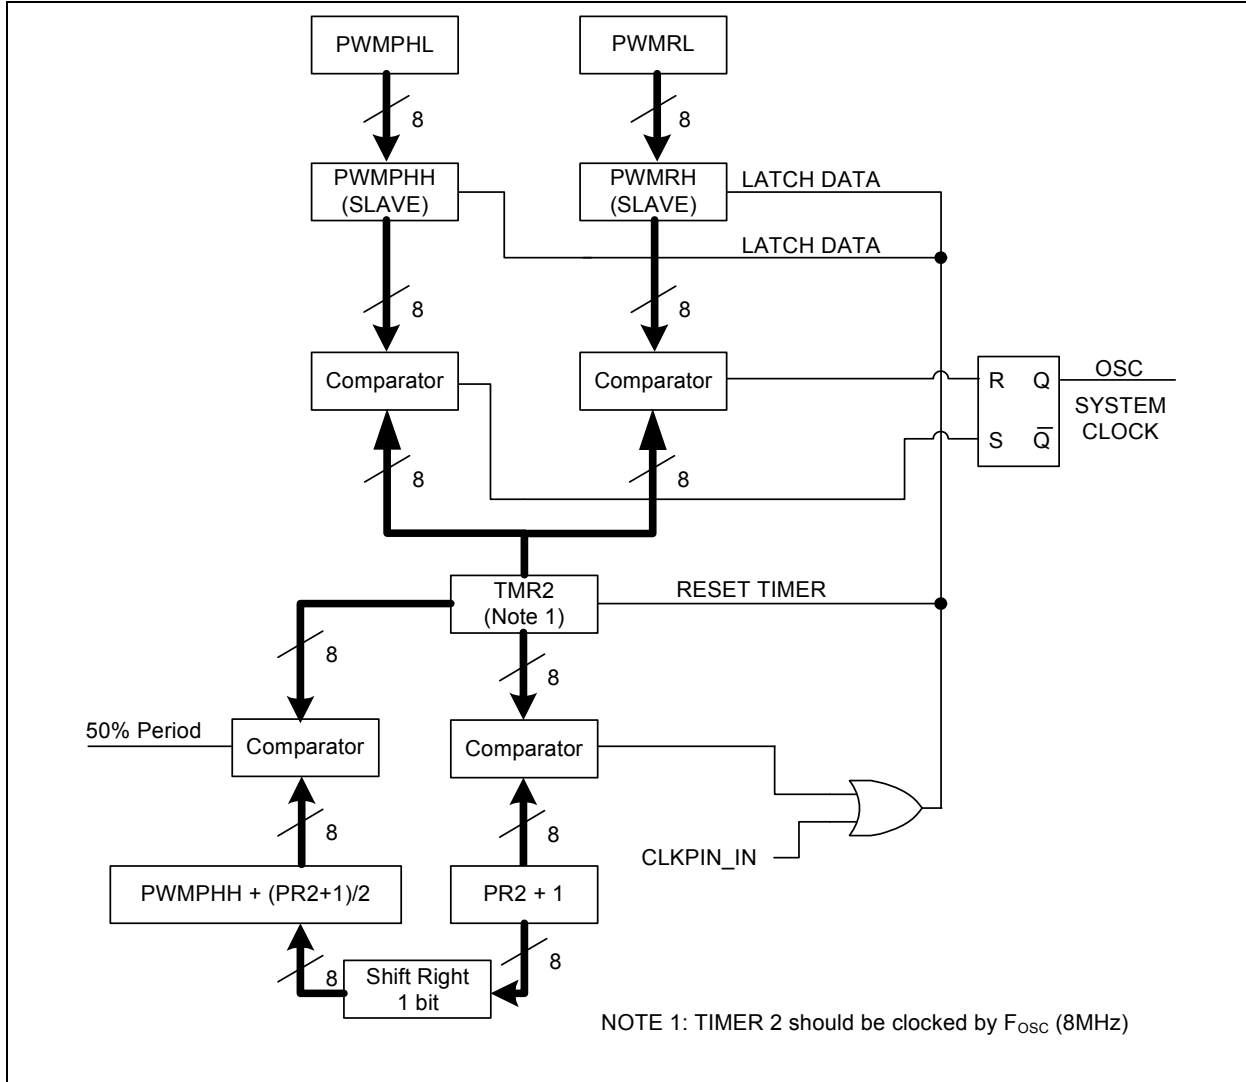 PWMPHL
PWMRL
8
8
PWMPHH
(SLAVE)
PWMRH
(SLAVE)
LATCH DATA
LATCH DATA
8
8
Comparator
Comparator
R Q
S Q̅
OSC
SYSTEM
CLOCK
8
8
TMR2
(Note 1)
RESET TIMER
8
8
50% Period
Comparator
Comparator
8
8
CLKPIN_IN
PWMPHH + (PR2+1)/2
PR2 + 1
8
8
Shift Right
1 bit
NOTE 1: TIMER 2 should be clocked by FOSC (8MHz)